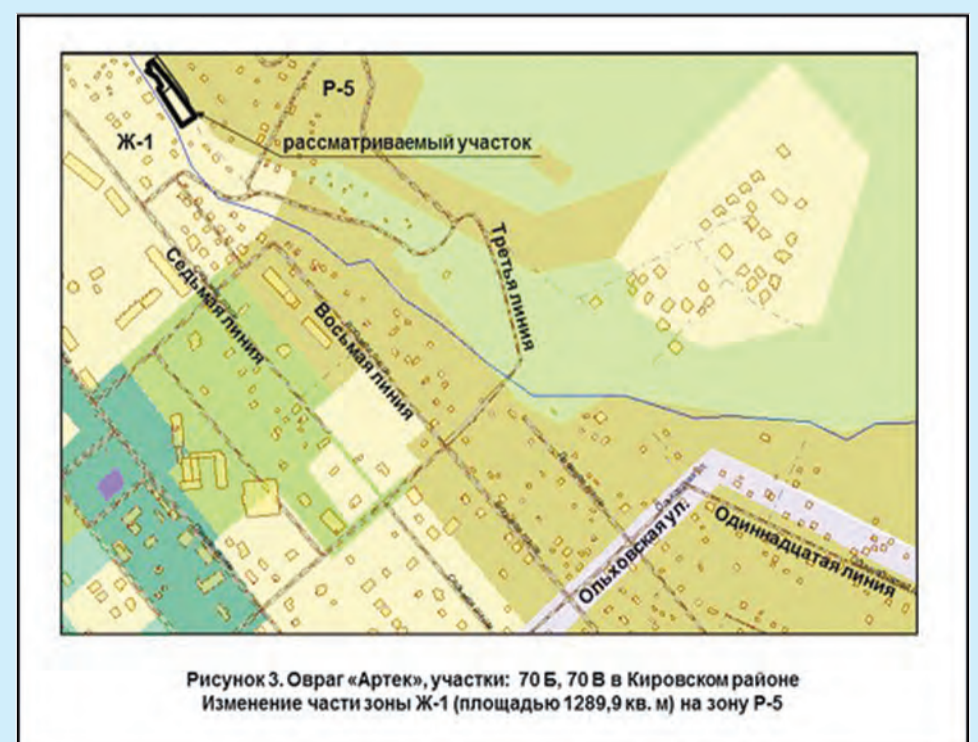 Р-5
Ж-1
рассматриваемый участок
Третья линия
Седьмая линия
Восьмая линия
Ольховская ул.
Одиннадцатая линия
Рисунок 3. Овраг «Артек», участки: 70 Б, 70 В в Кировском районе
Изменение части зоны Ж-1 (площадью 1289,9 кв. м) на зону Р-5